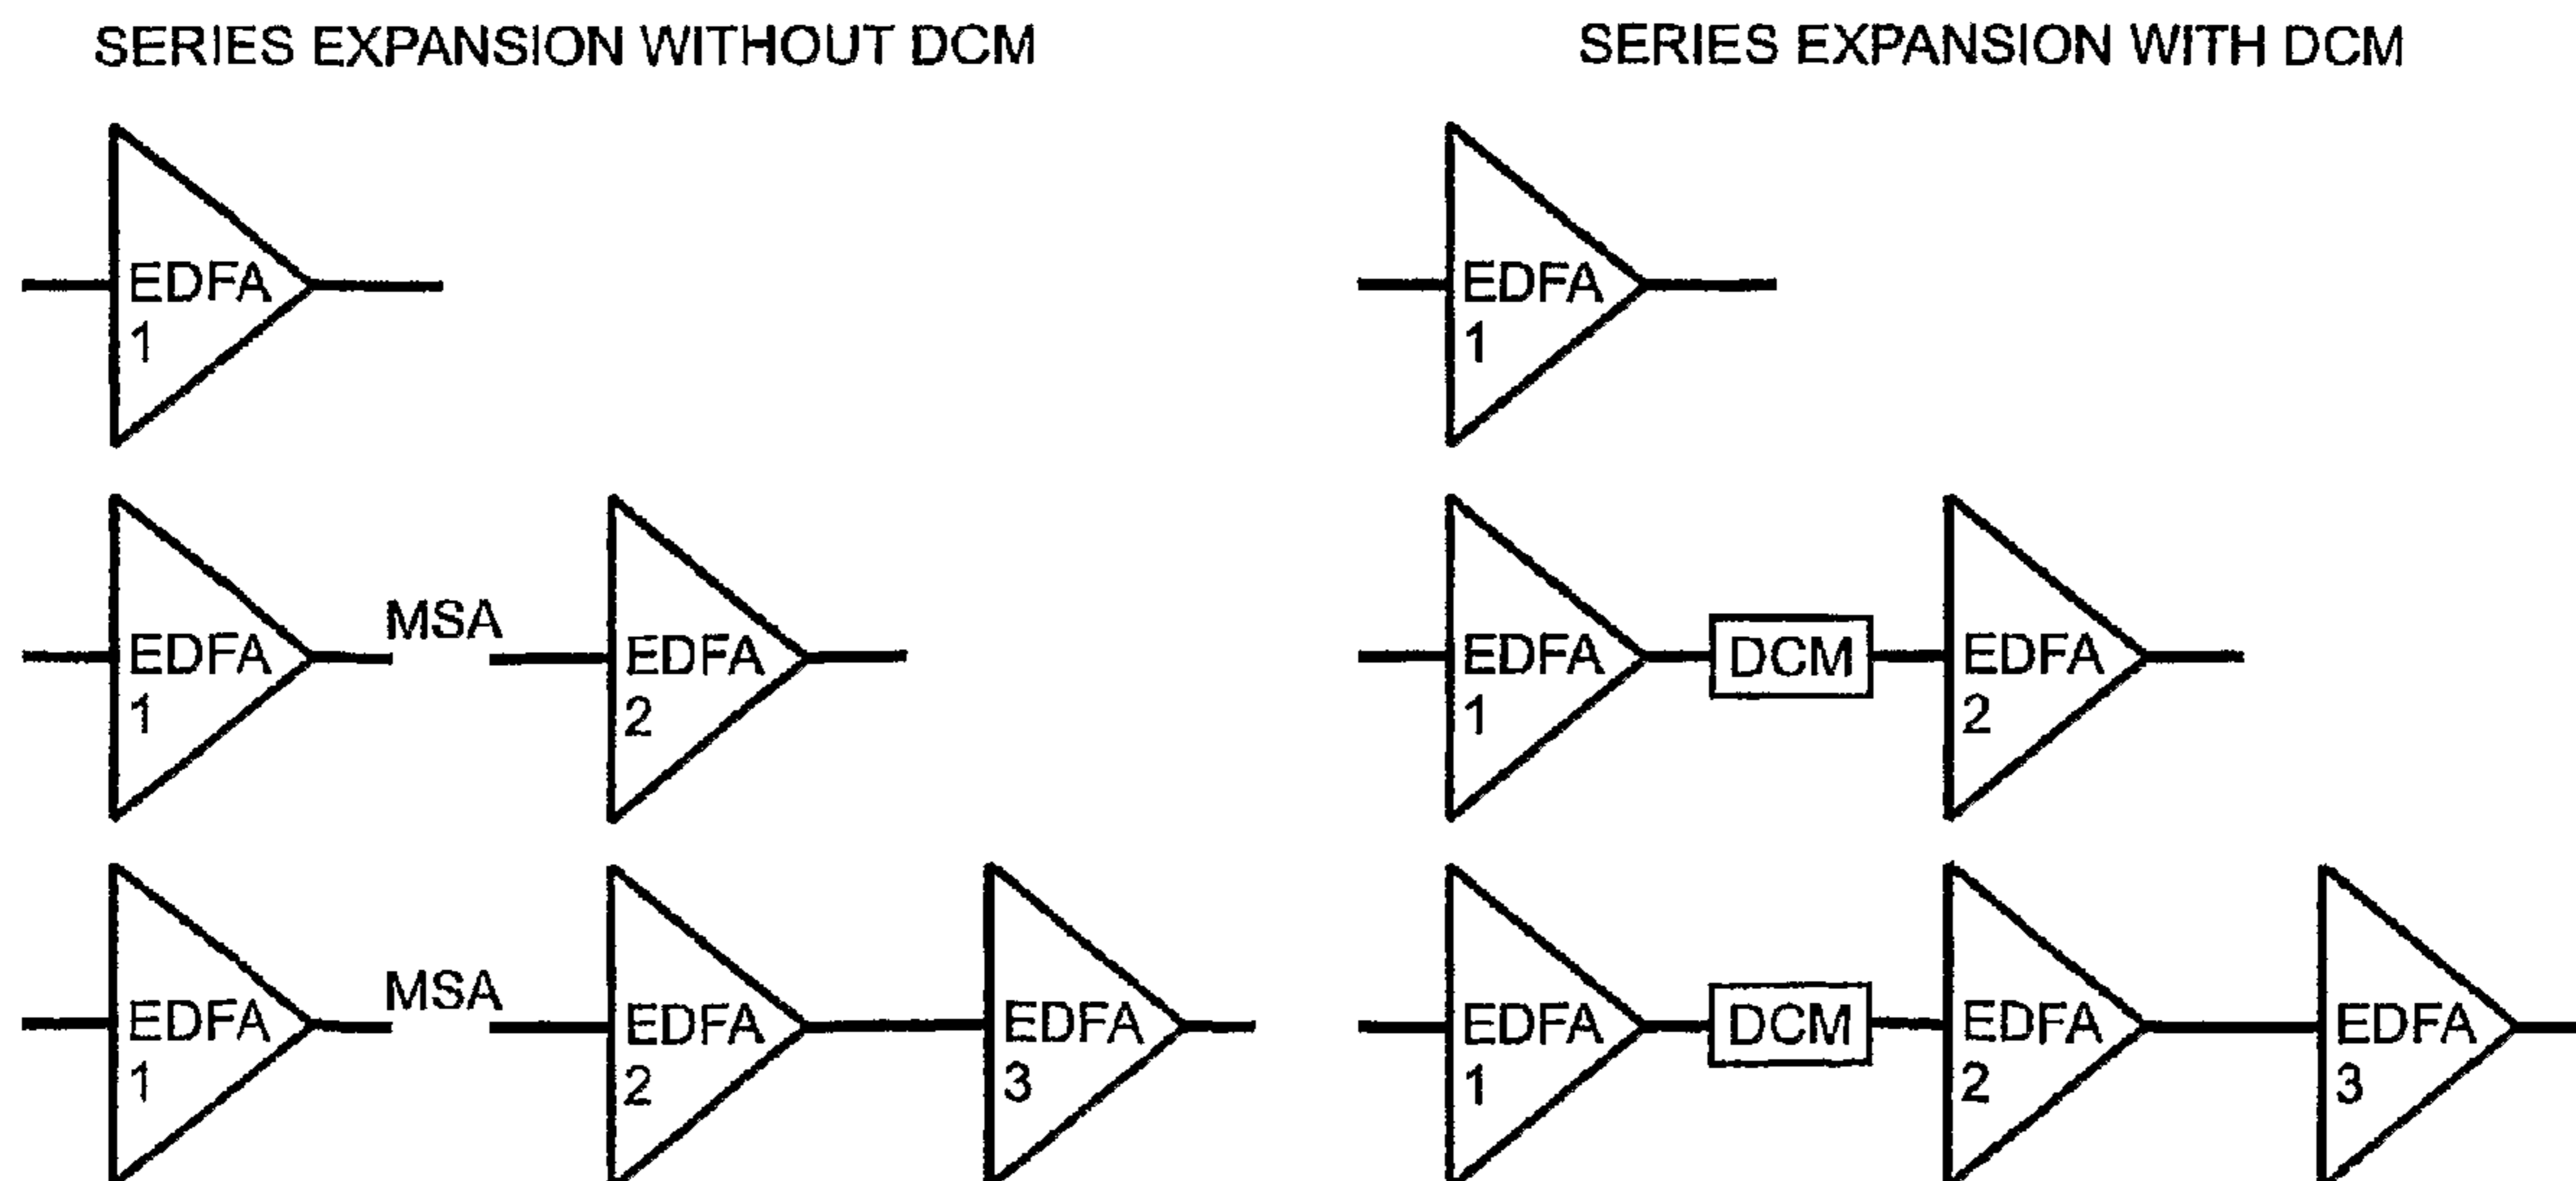 SERIES EXPANSION WITHOUT DCM
SERIES EXPANSION WITH DCM
EDFA
1
EDFA
1
EDFA
1
MSA
EDFA
2
EDFA
1
DCM
EDFA
2
EDFA
1
MSA
EDFA
2
EDFA
3
EDFA
1
DCM
EDFA
2
EDFA
3